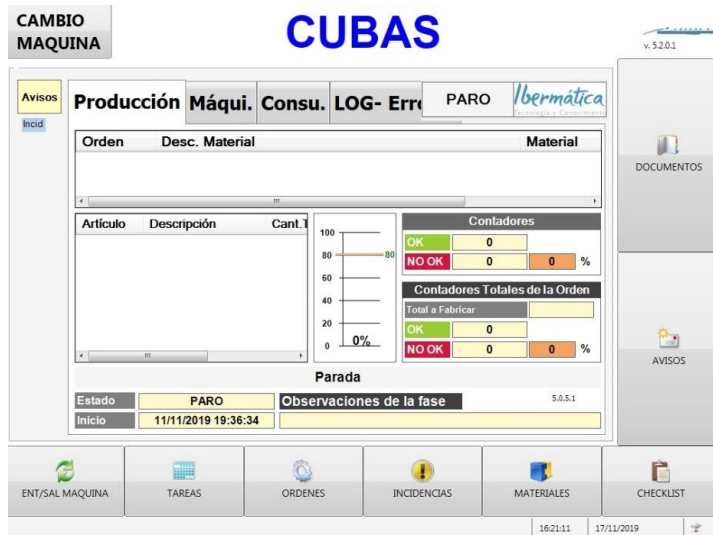 CAMBIO
MAQUINA
CUBAS
v. 5.2.0.1
Avisos
Incid
Producción Máqui. Consu. LOG- Erro
PARO
Ibermática
Tecnología y Conocimiento
Orden Desc. Material Material
Artículo Descripción Cant.T
100
80 80
60
40
20
0 0%
Contadores
OK 0
NO OK 0 0 %
Contadores Totales de la Orden
Total a Fabricar
OK 0
NO OK 0 0 %
Parada
Estado PARO Observaciones de la fase 5.0.5.1
Inicio 11/11/2019 19:36:34
DOCUMENTOS
AVISOS
ENT/SAL MAQUINA TAREAS ORDENES INCIDENCIAS MATERIALES CHECKLIST
16:21:11 17/11/2019